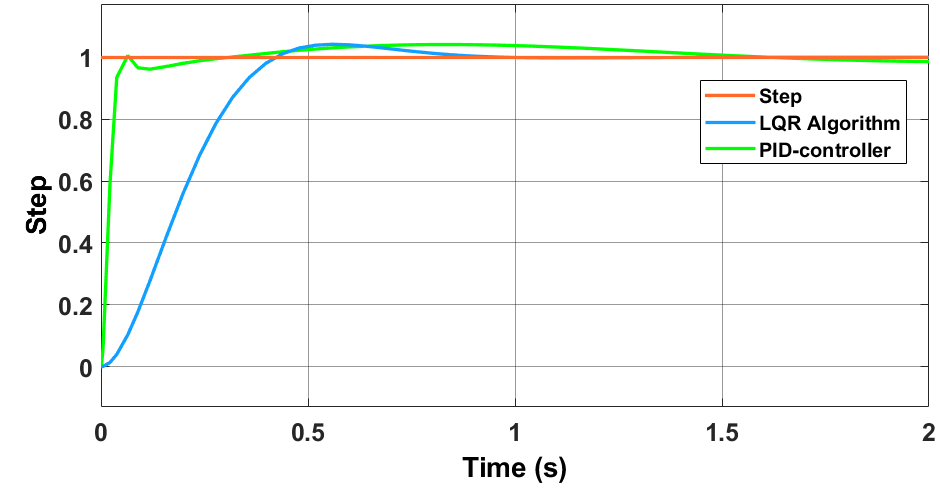 1
0.8
0.6
0.4
0.2
0
Step
0
0.5
1
1.5
2
Time (s)
Step
LQR Algorithm
PID-controller